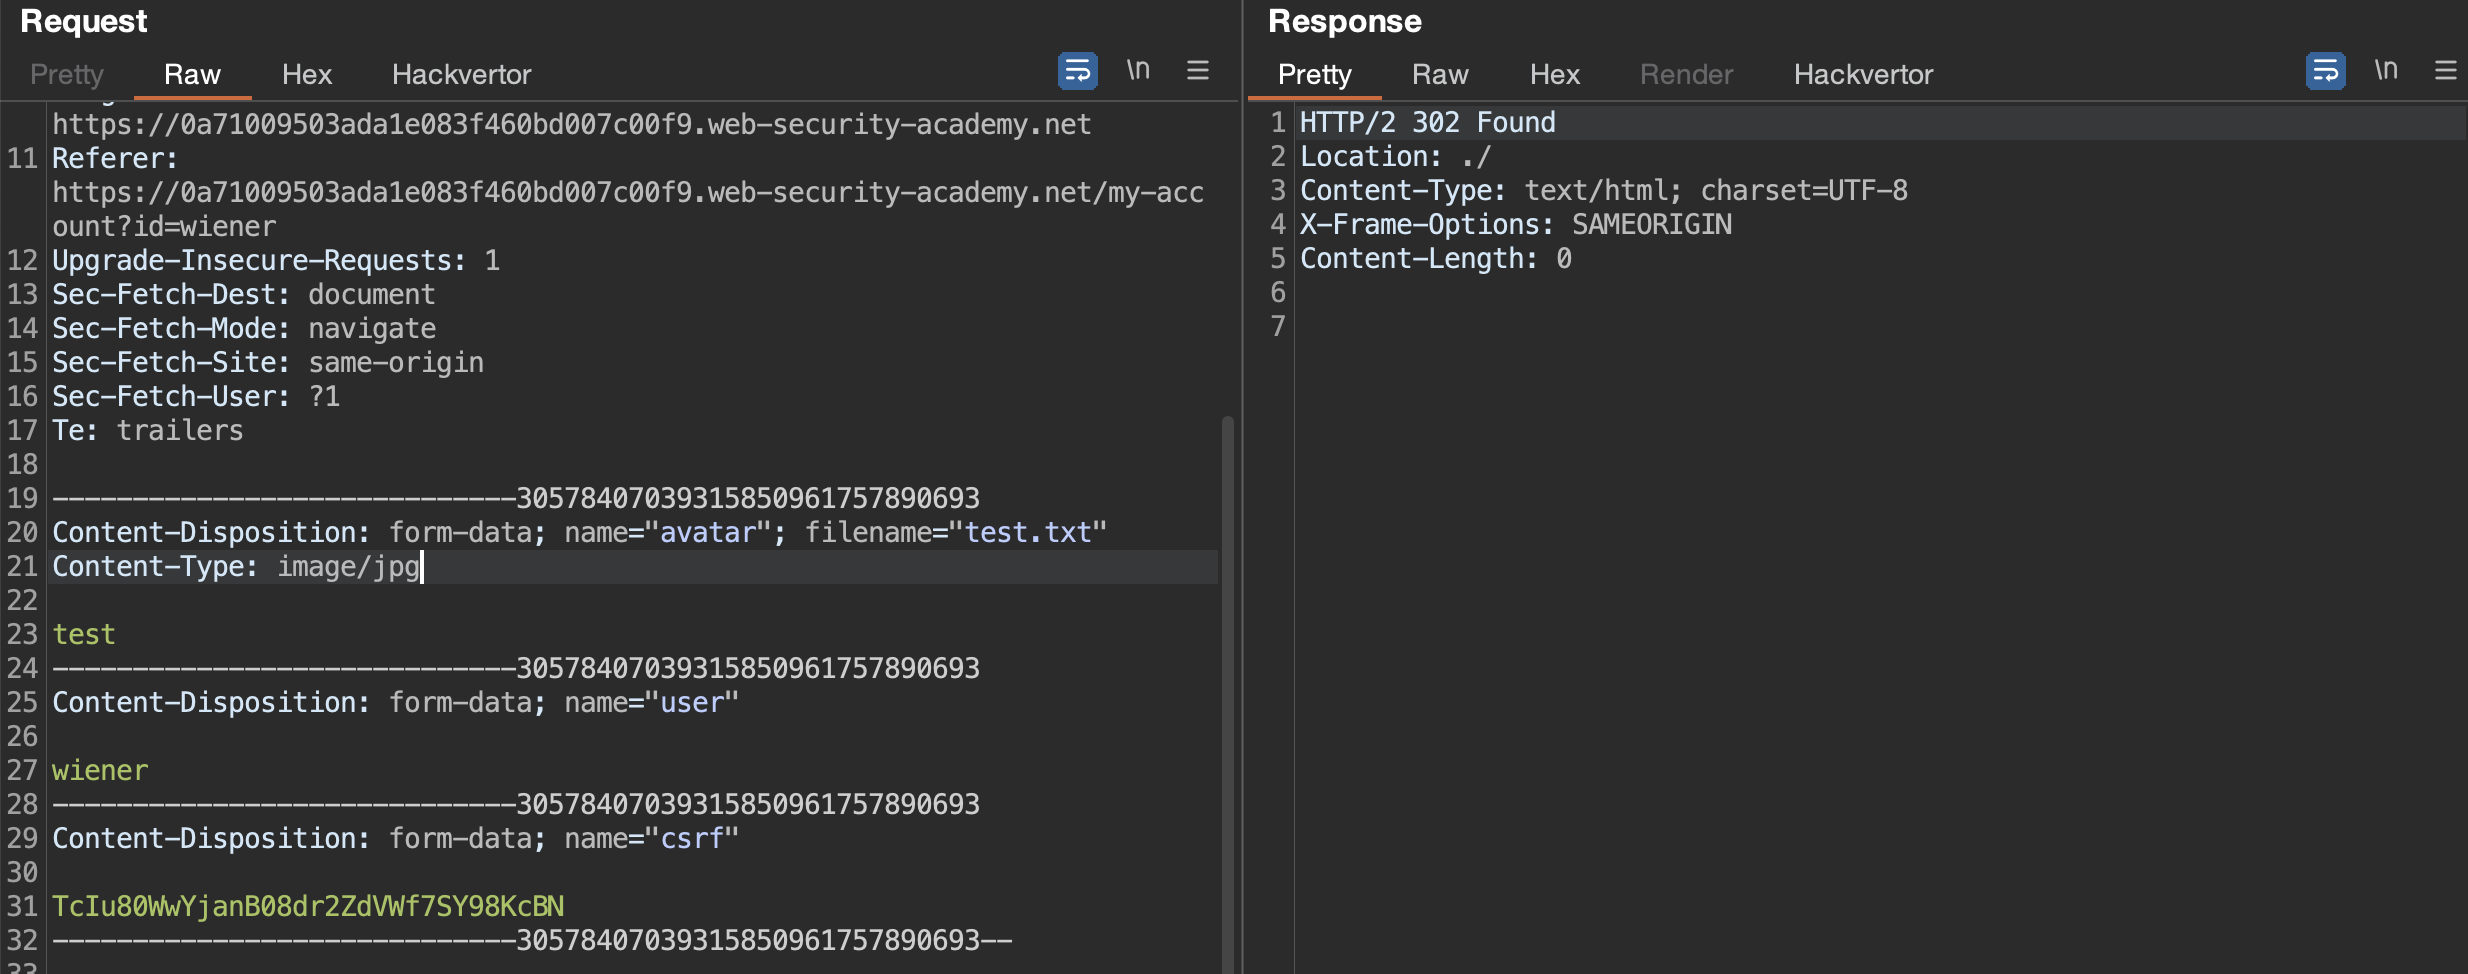 Request
Pretty Raw Hex Hackvertor \n
https://0a71009503ada1e083f460bd007c00f9.web-security-academy.net
11 Referer:
https://0a71009503ada1e083f460bd007c00f9.web-security-academy.net/my-acc
ount?id=wiener
12 Upgrade-Insecure-Requests: 1
13 Sec-Fetch-Dest: document
14 Sec-Fetch-Mode: navigate
15 Sec-Fetch-Site: same-origin
16 Sec-Fetch-User: ?1
17 Te: trailers
18
19 -----------------------------305784070393158509617578​90693
20 Content-Disposition: form-data; name="avatar"; filename="test.txt"
21 Content-Type: image/jpg
22
23 test
24 -----------------------------30578407039315850961757890693
25 Content-Disposition: form-data; name="user"
26
27 wiener
28 -----------------------------30578407039315850961757890693
29 Content-Disposition: form-data; name="csrf"
30
31 TcIu80WwYjanB08dr2ZdVWf7SY98KcBN
32 -----------------------------30578407039315850961757890693--
33
Response
Pretty Raw Hex Render Hackvertor \n
1 HTTP/2 302 Found
2 Location: ./
3 Content-Type: text/html; charset=UTF-8
4 X-Frame-Options: SAMEORIGIN
5 Content-Length: 0
6
7